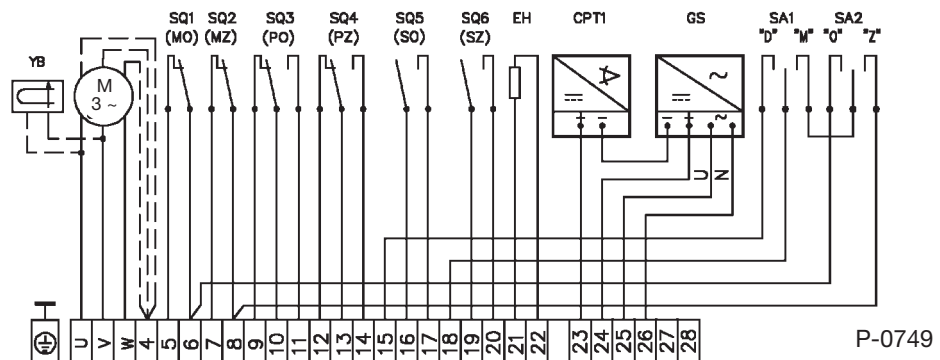 SQ1 SQ2 SQ3 SQ4 SQ5 SQ6 EH CPT1 GS SA1 SA2
(MO) (MZ) (PO) (PZ) (SO) (SZ) "D" "M" "O" "Z"
YB
M
3 ~
~
− + − + ~
U N
U V W 4 5 6 7 8 9 10 11 12 13 14 15 16 17 18 19 20 21 22 23 24 25 26 27 28
P-0749